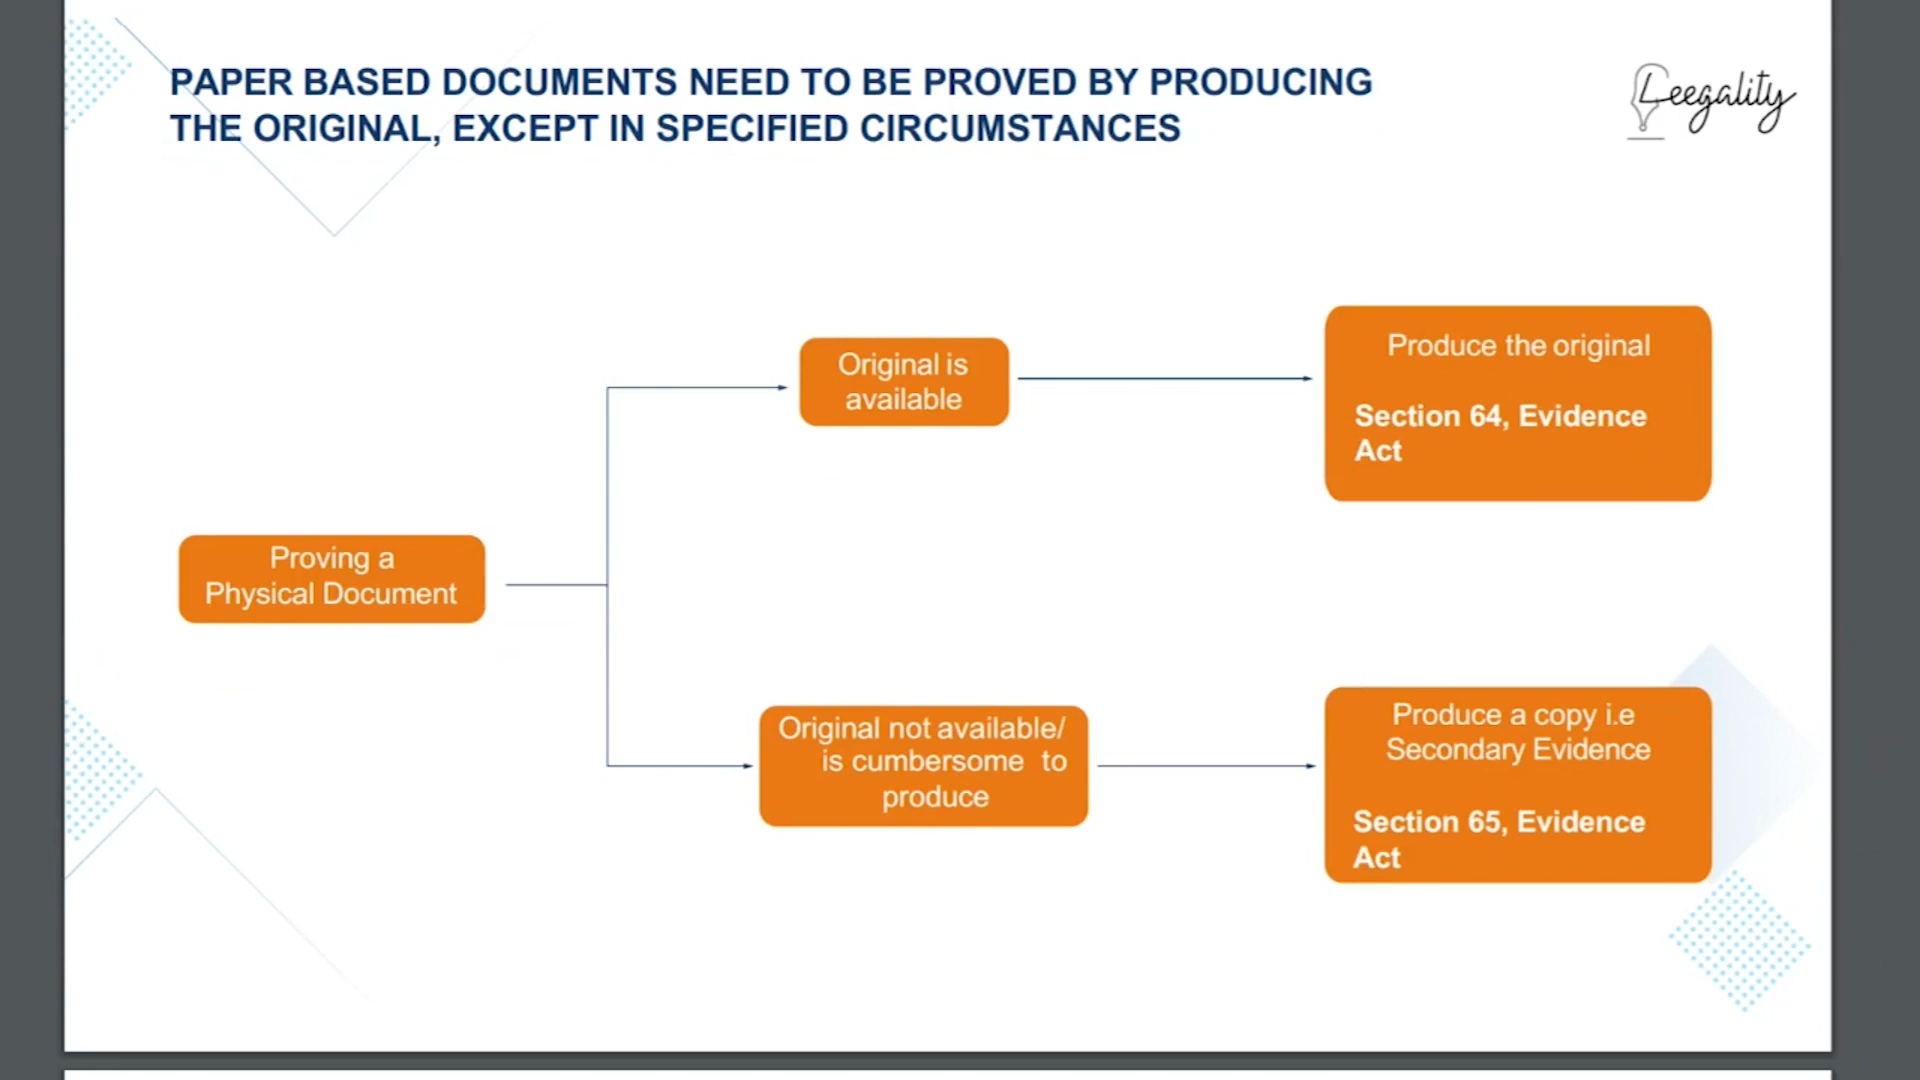 PAPER BASED DOCUMENTS NEED TO BE PROVED BY PRODUCING
THE ORIGINAL, EXCEPT IN SPECIFIED CIRCUMSTANCES
Leegality
Original is
available
Produce the original
Section 64, Evidence
Act
Proving a
Physical Document
Original not available/
is cumbersome to
produce
Produce a copy i.e
Secondary Evidence
Section 65, Evidence
Act